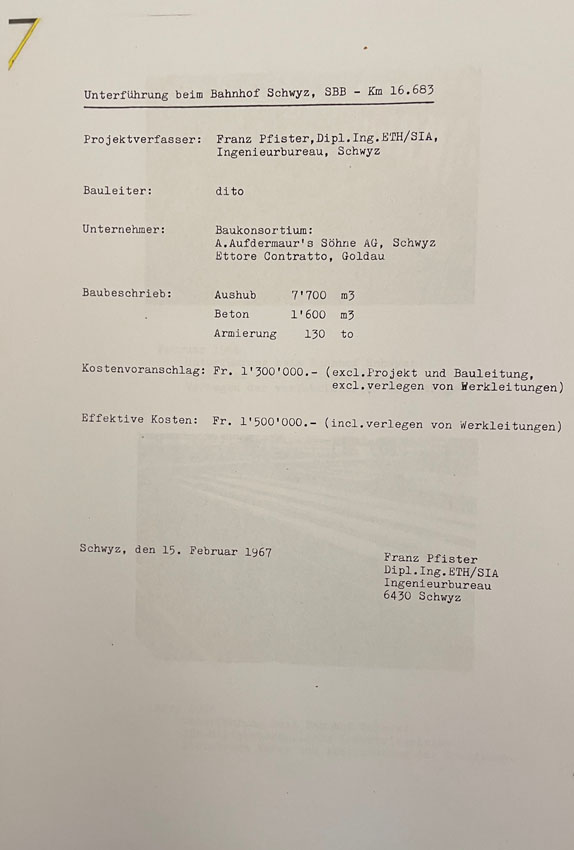 7
Unterführung beim Bahnhof Schwyz, SBB - Km 16.683
Projektverfasser: Franz Pfister,Dipl.Ing.ETH/SIA,
Ingenieurbureau, Schwyz
Bauleiter: dito
Unternehmer: Baukonsortium:
A.Aufdermaur's Söhne AG, Schwyz
Ettore Contratto, Goldau
Baubeschrieb: Aushub 7'700 m3
Beton 1'600 m3
Armierung 130 to
Kostenvoranschlag: Fr. 1'300'000.- (excl.Projekt und Bauleitung,
excl.verlegen von Werkleitungen)
Effektive Kosten: Fr. 1'500'000.- (incl.verlegen von Werkleitungen)
Schwyz, den 15. Februar 1967
Franz Pfister
Dipl.Ing.ETH/SIA
Ingenieurbureau
6430 Schwyz